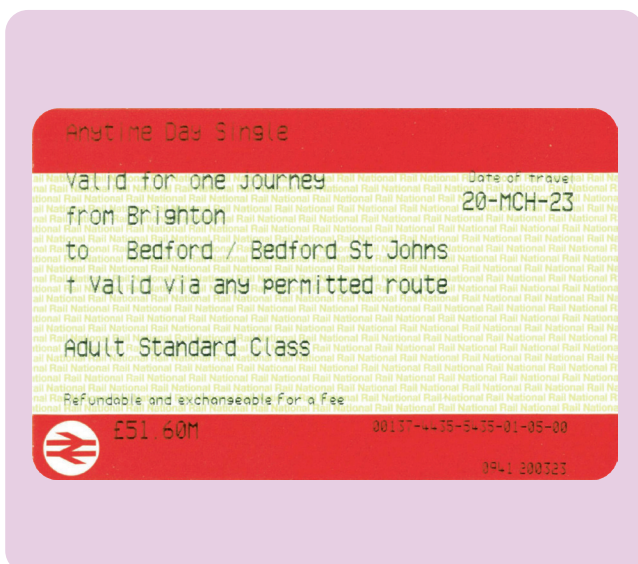 Anytime Day Single
Valid for one journey
Date of travel
20-MCH-23
from Brighton
to Bedford / Bedford St Johns
† Valid via any permitted route
Adult Standard Class
Refundable and exchangeable for a fee
£51.60M
00137-4435-5435-01-05-00
0941 200323